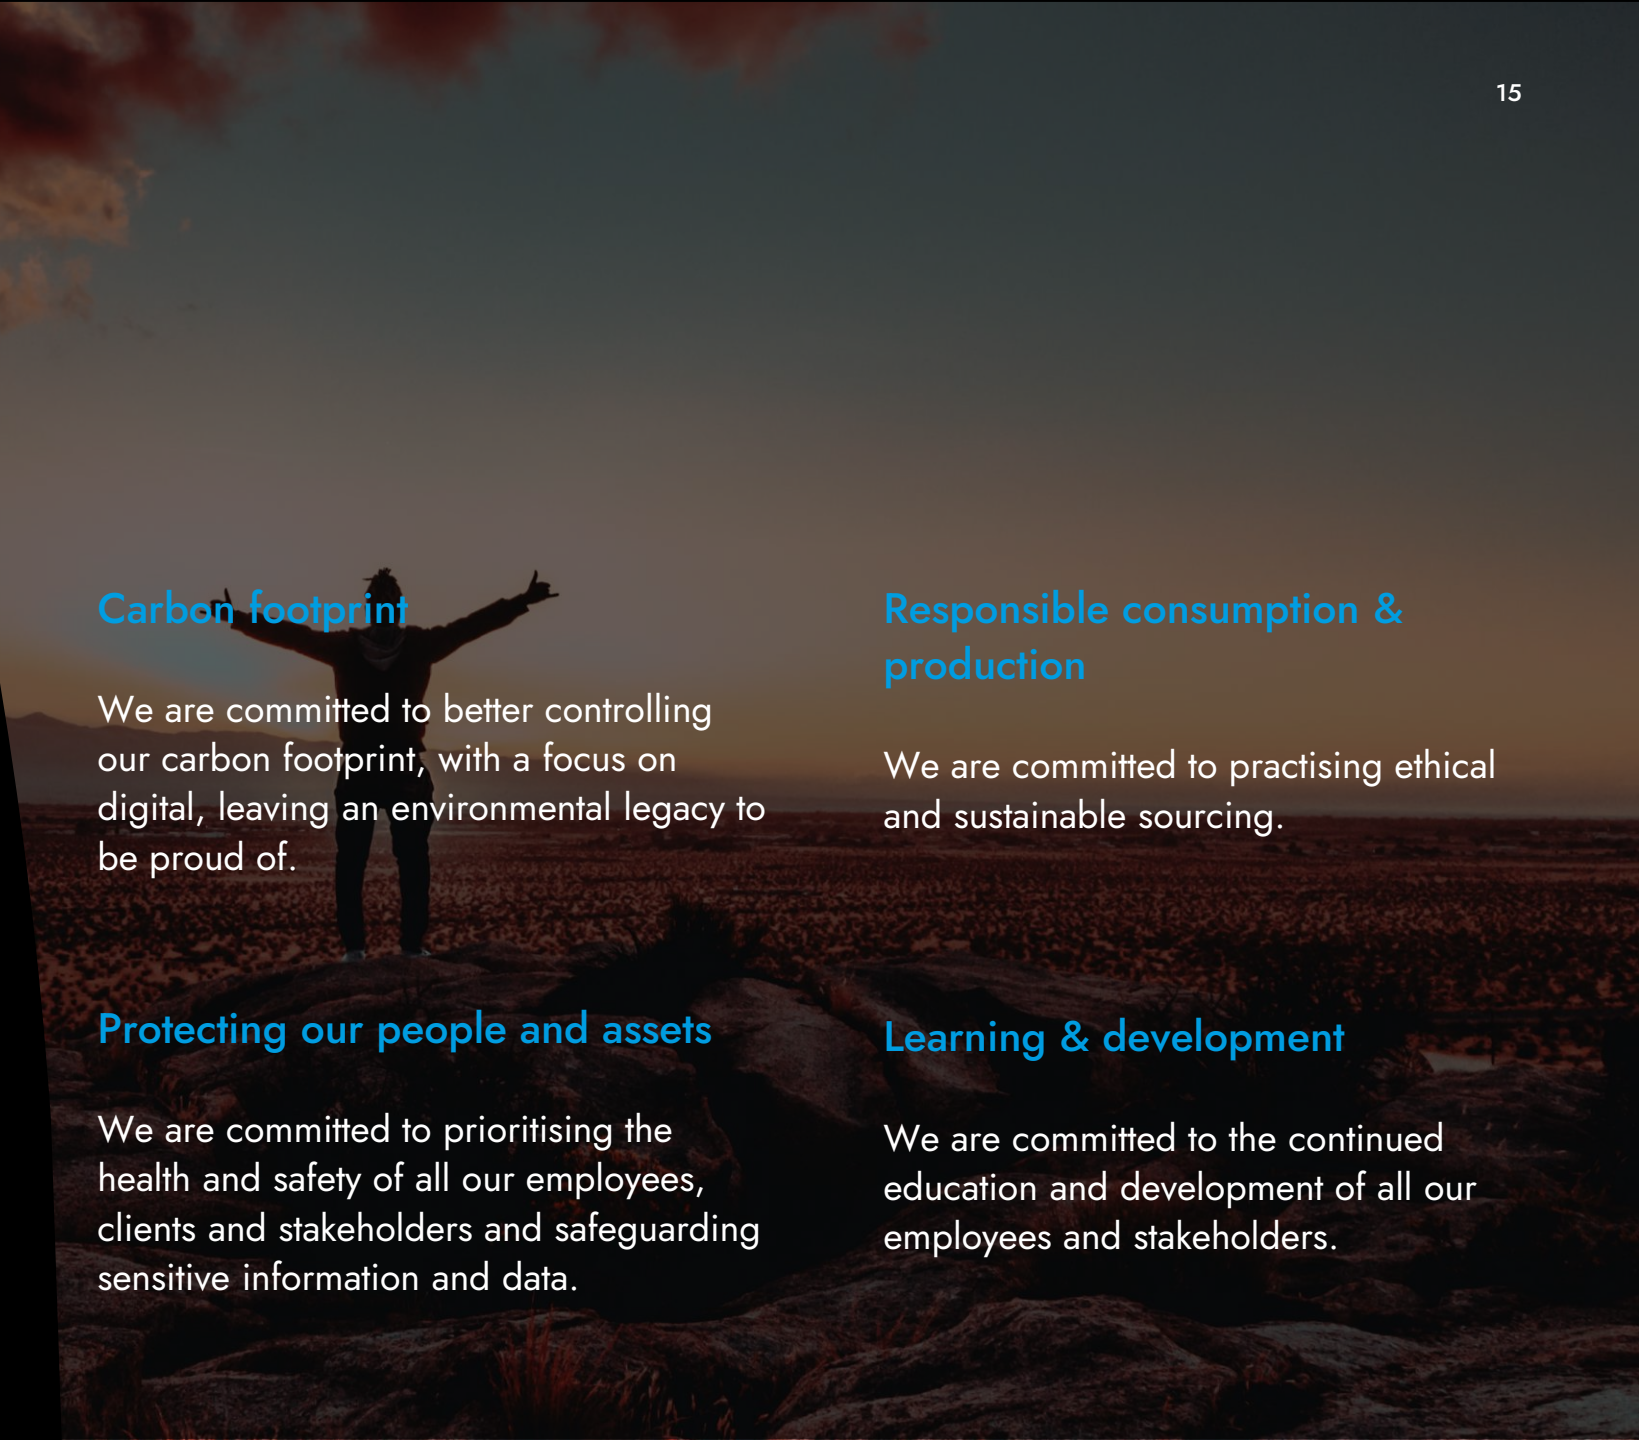 15
Carbon footprint
We are committed to better controlling
our carbon footprint, with a focus on
digital, leaving an environmental legacy to
be proud of.
Responsible consumption &
production
We are committed to practising ethical
and sustainable sourcing.
Protecting our people and assets
We are committed to prioritising the
health and safety of all our employees,
clients and stakeholders and safeguarding
sensitive information and data.
Learning & development
We are committed to the continued
education and development of all our
employees and stakeholders.